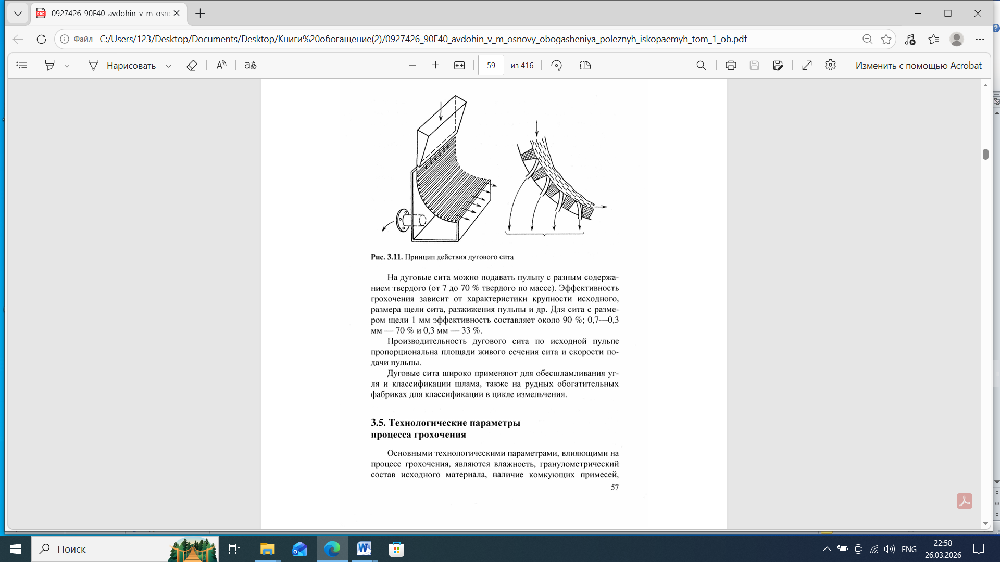 0927426_90F40_avdohin_v_m_osno
Файл
C:/Users/123/Desktop/Documents/Desktop/Книги%20обогащение(2)/0927426_90F40_avdohin_v_m_osnovy_obogasheniya_poleznyh_iskopaemyh_tom_1_ob.pdf
Нарисовать
аあ
59
из 416
Изменить с помощью Acrobat
Рис. 3.11. Принцип действия дугового сита
На дуговые сита можно подавать пульпу с разным содержа-
нием твердого (от 7 до 70 % твердого по массе). Эффективность
грохочения зависит от характеристики крупности исходного,
размера щели сита, разжижения пульпы и др. Для сита с разме-
ром щели 1 мм эффективность составляет около 90 %; 0,7—0,3
мм — 70 % и 0,3 мм — 33 %.
Производительность дугового сита по исходной пульпе
пропорциональна площади живого сечения сита и скорости по-
дачи пульпы.
Дуговые сита широко применяют для обесшламливания уг-
ля и классификации шлама, также на рудных обогатительных
фабриках для классификации в цикле измельчения.
3.5. Технологические параметры
процесса грохочения
Основными технологическими параметрами, влияющими на
процесс грохочения, являются влажность, гранулометрический
состав исходного материала, наличие комкующих примесей,
57
Поиск
ENG
22:58
26.03.2026